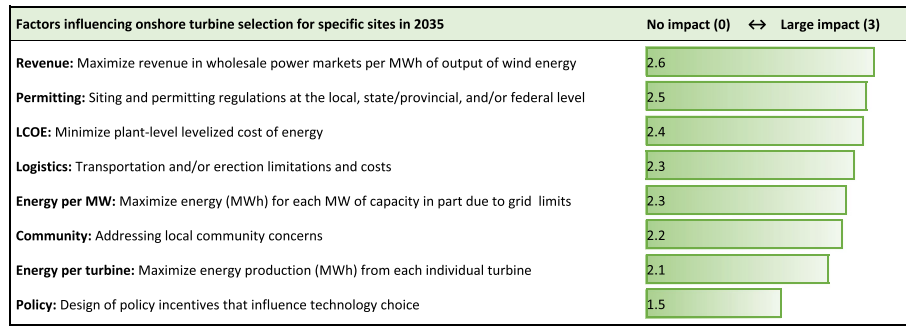 Factors influencing onshore turbine selection for specific sites in 2035 No impact (0) ↔ Large impact (3)
Revenue: Maximize revenue in wholesale power markets per MWh of output of wind energy 2.6
Permitting: Siting and permitting regulations at the local, state/provincial, and/or federal level 2.5
LCOE: Minimize plant-level levelized cost of energy 2.4
Logistics: Transportation and/or erection limitations and costs 2.3
Energy per MW: Maximize energy (MWh) for each MW of capacity in part due to grid limits 2.3
Community: Addressing local community concerns 2.2
Energy per turbine: Maximize energy production (MWh) from each individual turbine 2.1
Policy: Design of policy incentives that influence technology choice 1.5